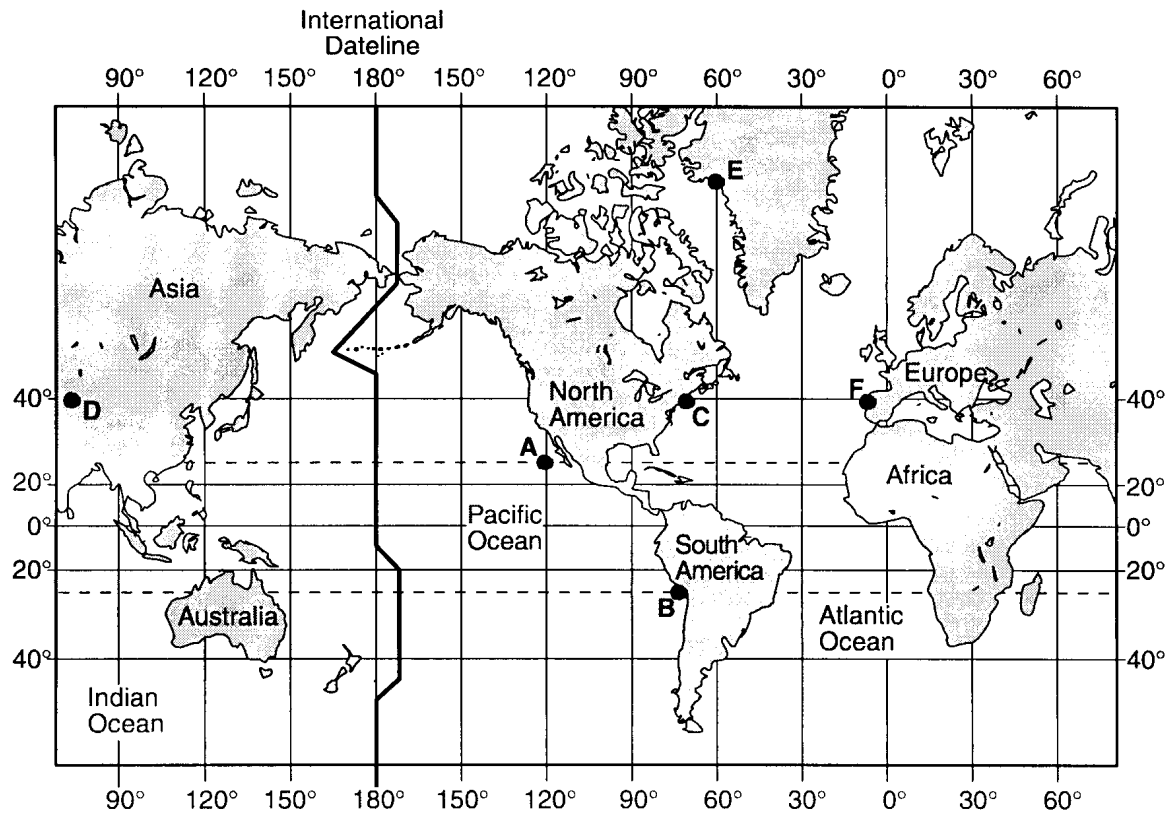 International
Dateline
90° 120° 150° 180° 150° 120° 90° 60° 30° 0° 30° 60°
E
Asia
Europe
North
America
F
40° 40°
D
C
A
Africa
20° 20°
Pacific
Ocean
0° 0°
South
America
20° 20°
B
Australia
Atlantic
Ocean
40° 40°
Indian
Ocean
90° 120° 150° 180° 150° 120° 90° 60° 30° 0° 30° 60°